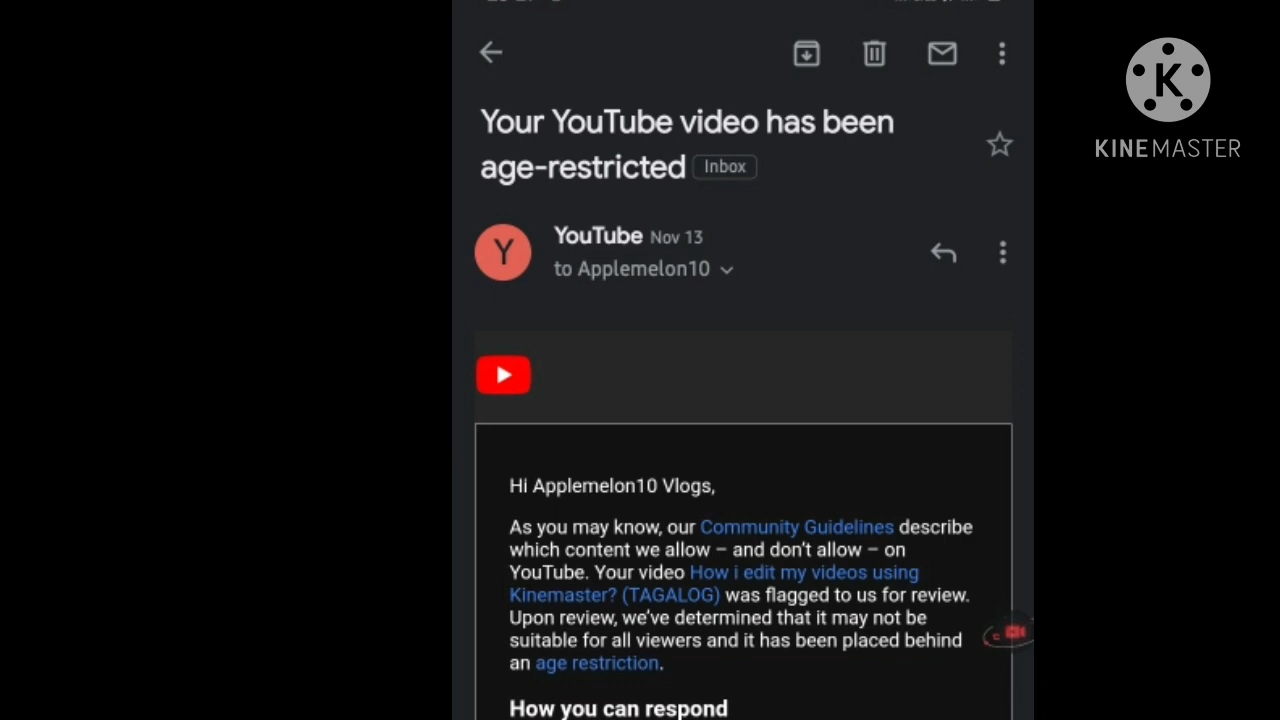 K
KINEMASTER
Your YouTube video has been
age-restricted Inbox
Y
YouTube Nov 13
to Applemelon10
Hi Applemelon10 Vlogs,
As you may know, our Community Guidelines describe
which content we allow – and don't allow – on
YouTube. Your video How i edit my videos using
Kinemaster? (TAGALOG) was flagged to us for review.
Upon review, we've determined that it may not be
suitable for all viewers and it has been placed behind
an age restriction.
How you can respond